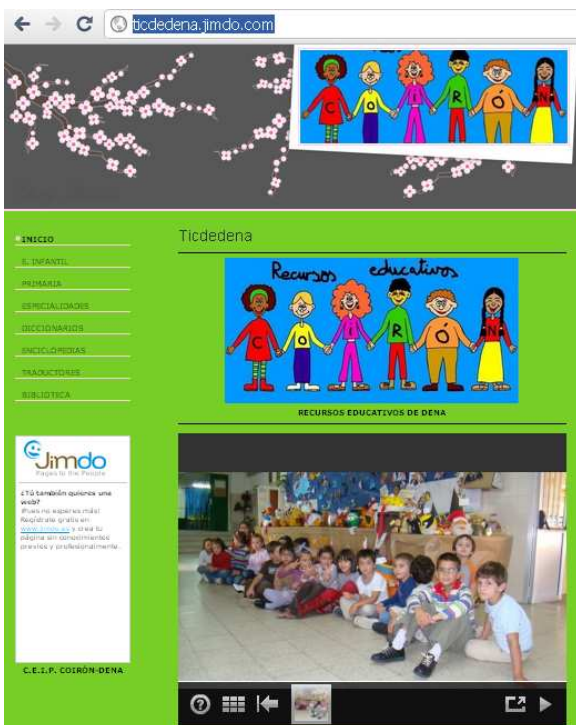 ticdedena.jimdo.com
C O I R Ó N
INICIO
E. INFANTIL
PRIMARIA
ESPECIALIDADES
DICCIONARIOS
ENCICLOPEDIAS
TRADUCTORES
BIBLIOTECA
Jimdo
Pages to the People
¿Tú también quieres una
web?
¡Pues no esperes más!
Regístrate gratis en
www.jimdo.es y crea tu
página sin conocimientos
previos y profesionalmente.
C.E.I.P. COIRÓN-DENA
Ticdedena
Recursos educativos
C O I R Ó N
RECURSOS EDUCATIVOS DE DENA